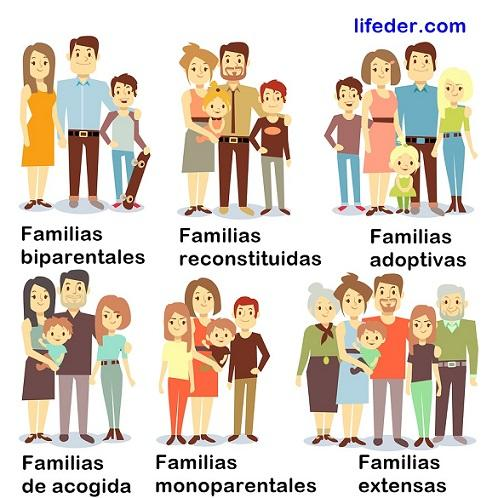 lifeder.com
Familias
biparentales
Familias
reconstituidas
Familias
adoptivas
Familias
de acogida
Familias
monoparentales
Familias
extensas